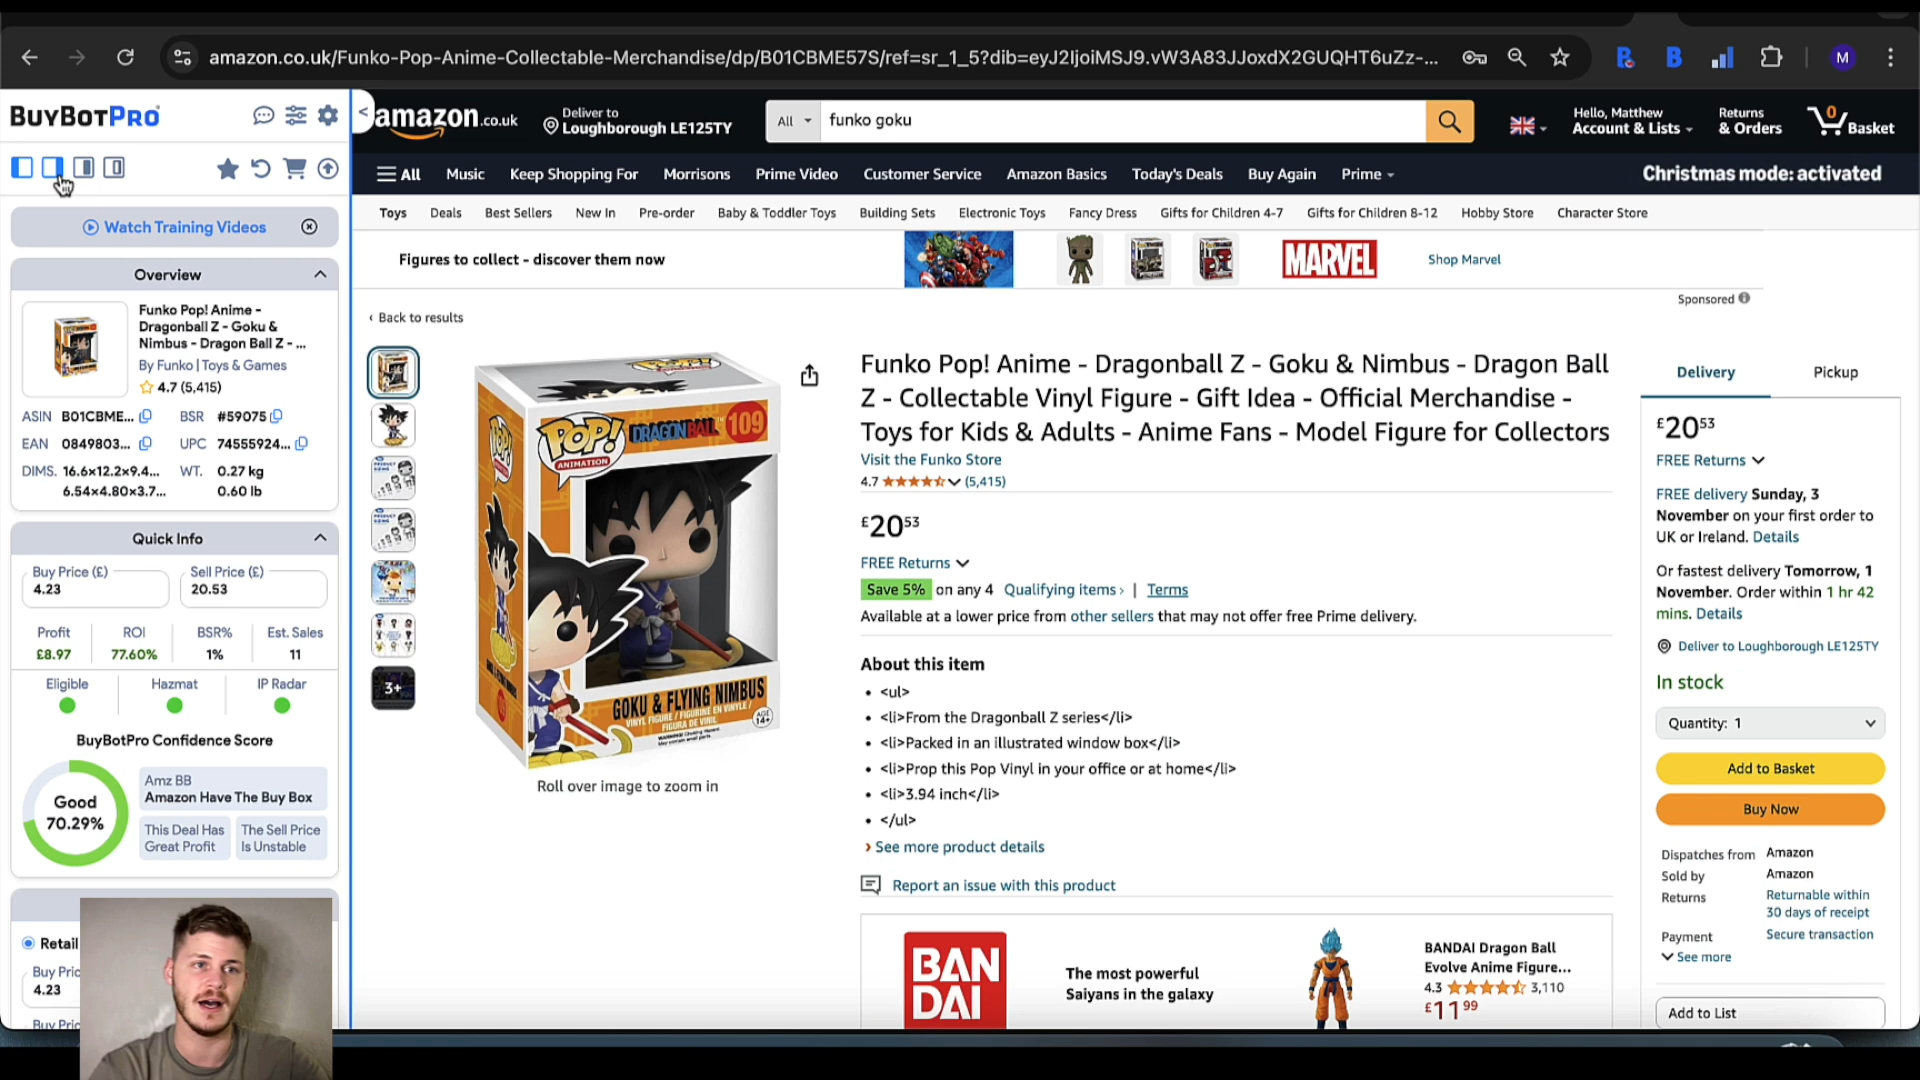 amazon.co.uk/Funko-Pop-Anime-Collectable-Merchandise/dp/B01CBME57S/ref=sr_1_5?dib=eyJ2IjoiMSJ9.vW3A83JJoxdX2GUQHT6uZz-...
M
BUYBOTPRO
amazon.co.uk
Deliver to
Loughborough LE125TY
All
funko goku
Hello, Matthew
Account & Lists
Returns
& Orders
0
Basket
All
Music
Keep Shopping For
Morrisons
Prime Video
Customer Service
Amazon Basics
Today's Deals
Buy Again
Prime
Christmas mode: activated
Toys
Deals
Best Sellers
New In
Pre-order
Baby & Toddler Toys
Building Sets
Electronic Toys
Fancy Dress
Gifts for Children 4-7
Gifts for Children 8-12
Hobby Store
Character Store
Figures to collect - discover them now
MARVEL
Shop Marvel
Sponsored
Watch Training Videos
Overview
Funko Pop! Anime -
Dragonball Z - Goku &
Nimbus - Dragon Ball Z - ...
By Funko | Toys & Games
4.7 (5,415)
ASIN B01CBME...
BSR #59075
EAN 0849803...
UPC 74555924...
DIMS. 16.6×12.2×9.4...
6.54×4.80×3.7...
WT. 0.27 kg
0.60 lb
Quick Info
Buy Price (£)
4.23
Sell Price (£)
20.53
Profit
£8.97
ROI
77.60%
BSR%
1%
Est. Sales
11
Eligible
Hazmat
IP Radar
BuyBotPro Confidence Score
Good
70.29%
Amz BB
Amazon Have The Buy Box
This Deal Has
Great Profit
The Sell Price
Is Unstable
Retail
Buy Pric
4.23
Buy Pric
‹ Back to results
3+
POP!
ANIMATION
DRAGONBALL
109
POP!
GOKU & FLYING NIMBUS
VINYL FIGURE / FIGURINE EN VINYLE /
FIGURA DE VINIL
AGE
14+
Roll over image to zoom in
Funko Pop! Anime - Dragonball Z - Goku & Nimbus - Dragon Ball
Z - Collectable Vinyl Figure - Gift Idea - Official Merchandise -
Toys for Kids & Adults - Anime Fans - Model Figure for Collectors
Visit the Funko Store
4.7 (5,415)
£20 53
FREE Returns
Save 5% on any 4 Qualifying items › | Terms
Available at a lower price from other sellers that may not offer free Prime delivery.
About this item
• <ul>
• <li>From the Dragonball Z series</li>
• <li>Packed in an illustrated window box</li>
• <li>Prop this Pop Vinyl in your office or at home</li>
• <li>3.94 inch</li>
• </ul>
› See more product details
Report an issue with this product
BAN
DAI
The most powerful
Saiyans in the galaxy
BANDAI Dragon Ball
Evolve Anime Figure...
4.3 3,110
£11 99
Delivery
Pickup
£20 53
FREE Returns
FREE delivery Sunday, 3
November on your first order to
UK or Ireland. Details
Or fastest delivery Tomorrow, 1
November. Order within 1 hr 42
mins. Details
Deliver to Loughborough LE125TY
In stock
Quantity: 1
Add to Basket
Buy Now
Dispatches from Amazon
Sold by Amazon
Returns Returnable within
30 days of receipt
Payment Secure transaction
See more
Add to List